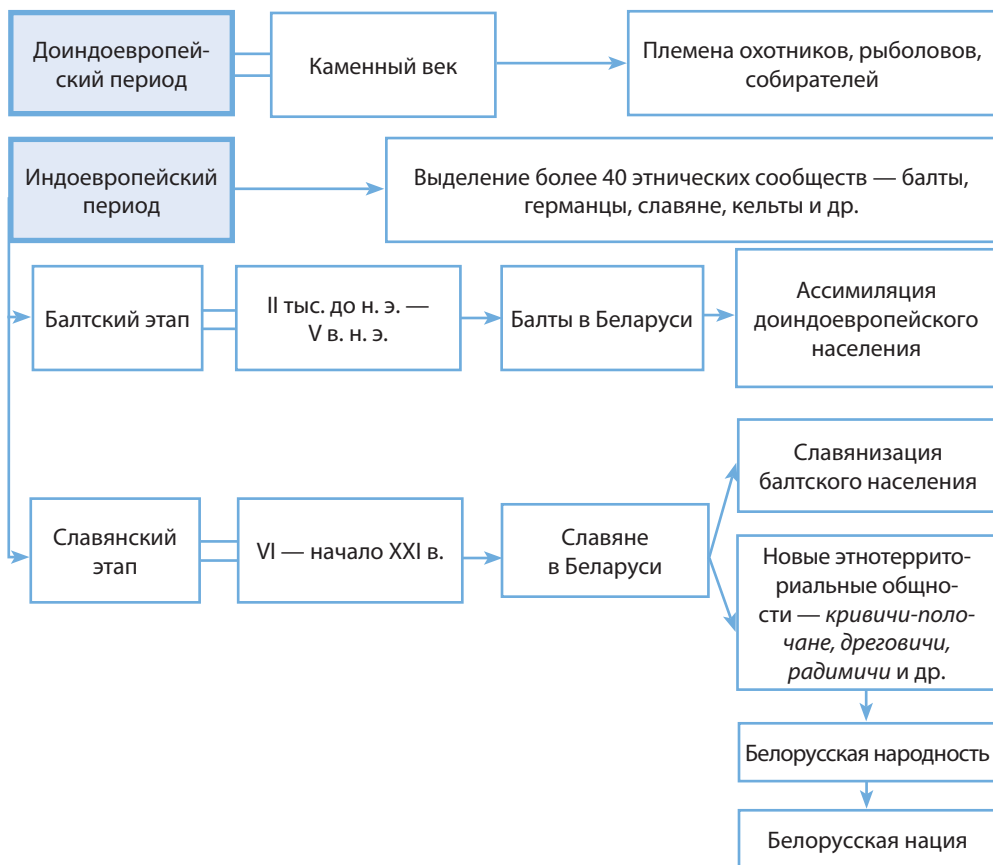 Доиндоевропей-
ский период
Каменный век
Племена охотников, рыболовов,
собирателей
Индоевропейский
период
Выделение более 40 этнических сообществ — балты,
германцы, славяне, кельты и др.
Балтский этап
II тыс. до н. э. —
V в. н. э.
Балты в Беларуси
Ассимиляция
доиндоевропейского
населения
Славянский
этап
VI — начало XXI в.
Славяне
в Беларуси
Славянизация
балтского населения
Новые этнотеррито-
риальные общно-
сти — кривичи-поло-
чане, дреговичи,
радимичи и др.
Белорусская народность
Белорусская нация